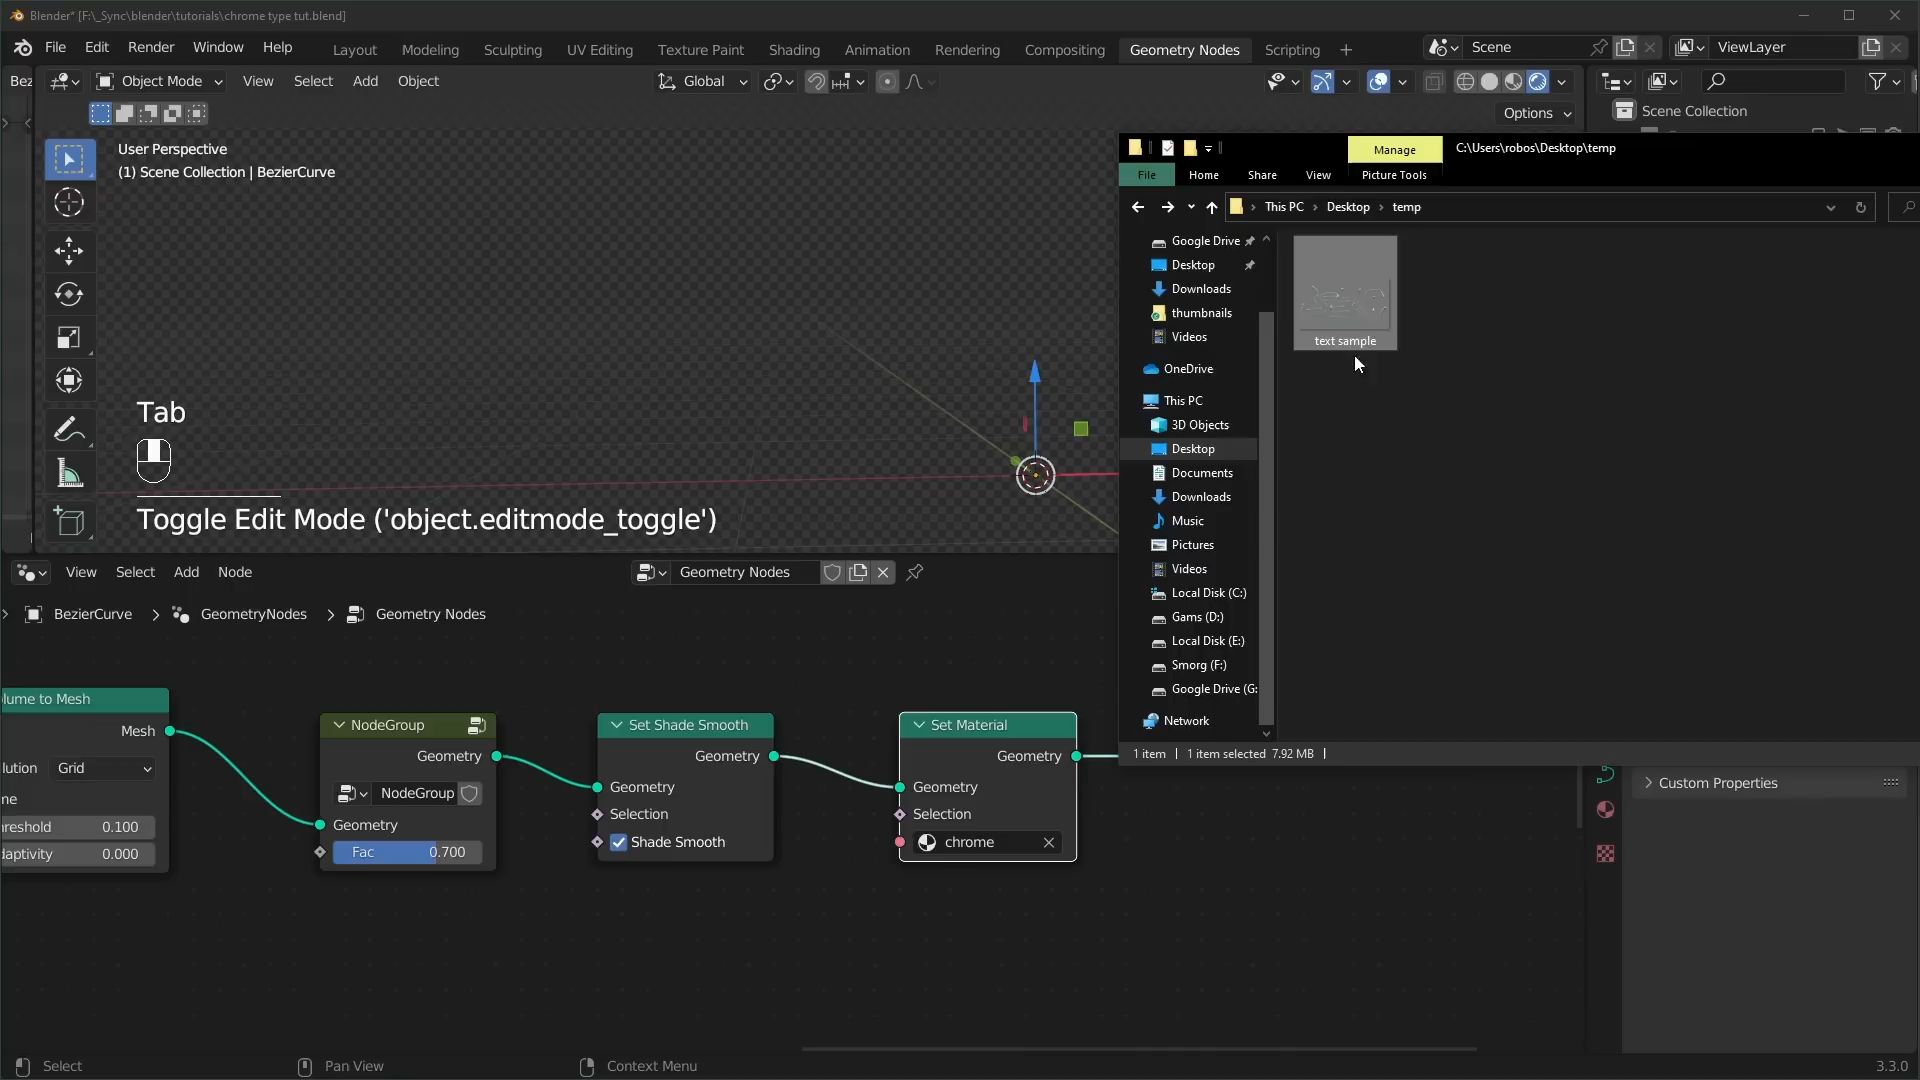 Blender* [F:\_Sync\blender\tutorials\chrome type tut.blend]
File Edit Render Window Help
Layout Modeling Sculpting UV Editing Texture Paint Shading Animation Rendering Compositing Geometry Nodes Scripting +
Scene
ViewLayer
Bez
Object Mode
View Select Add Object
Global
Options
Scene Collection
User Perspective
(1) Scene Collection | BezierCurve
Tab
Toggle Edit Mode ('object.editmode_toggle')
Manage
C:\Users\robos\Desktop\temp
File Home Share View Picture Tools
This PC > Desktop > temp
Google Drive
Desktop
Downloads
thumbnails
Videos
OneDrive
This PC
3D Objects
Desktop
Documents
Downloads
Music
Pictures
Videos
Local Disk (C:)
Gams (D:)
Local Disk (E:)
Smorg (F:)
Google Drive (G:
Network
text sample
1 item | 1 item selected 7.92 MB |
View Select Add Node
Geometry Nodes
BezierCurve > GeometryNodes > Geometry Nodes
lume to Mesh
Mesh
lution Grid
me
hreshold 0.100
daptivity 0.000
NodeGroup
Geometry
NodeGroup
Geometry
Fac 0.700
Set Shade Smooth
Geometry
Geometry
Selection
Shade Smooth
Set Material
Geometry
Geometry
Selection
chrome
Custom Properties
Select
Pan View
Context Menu
3.3.0